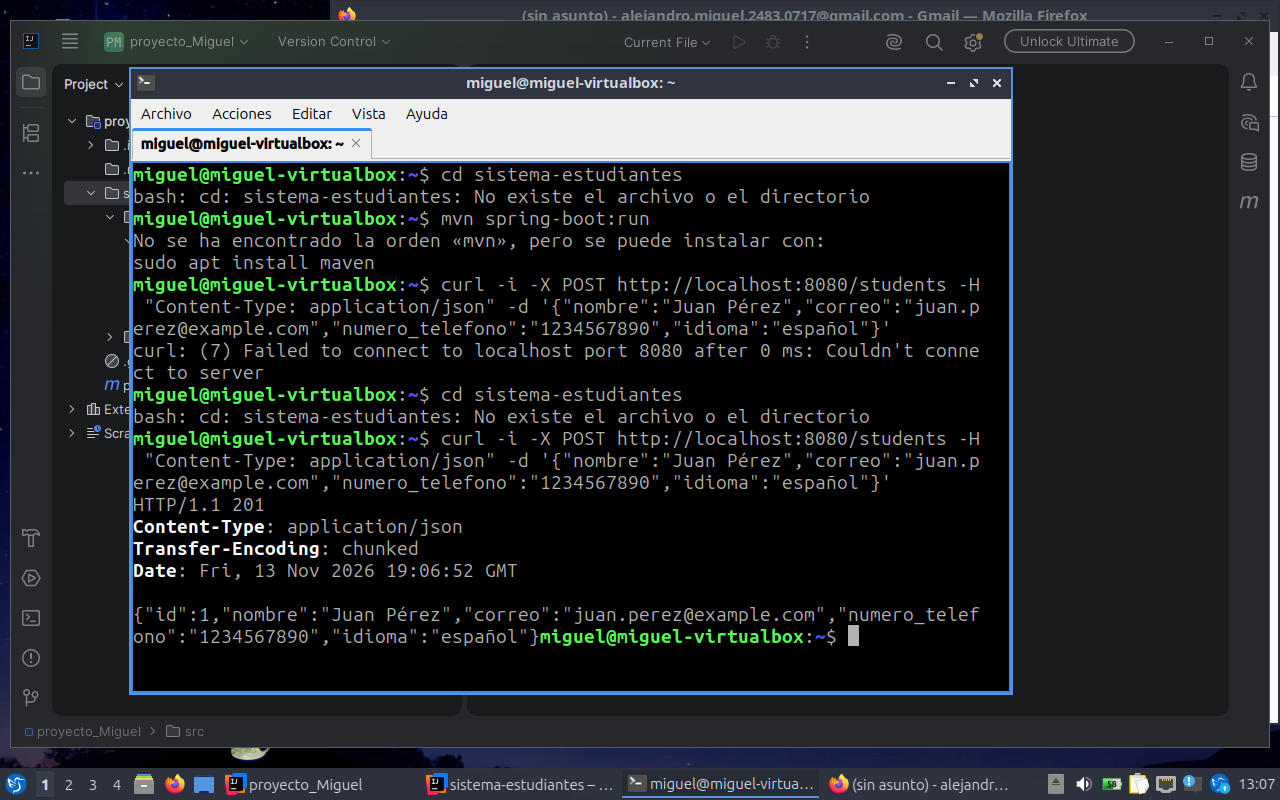 (sin asunto) - alejandro.miguel.2483.0717@gmail.com - Gmail — Mozilla Firefox
PM proyecto_Miguel
Version Control
Current File
Unlock Ultimate
Project
miguel@miguel-virtualbox: ~
Archivo Acciones Editar Vista Ayuda
miguel@miguel-virtualbox: ~
miguel@miguel-virtualbox:~$ cd sistema-estudiantes
bash: cd: sistema-estudiantes: No existe el archivo o el directorio
miguel@miguel-virtualbox:~$ mvn spring-boot:run
No se ha encontrado la orden «mvn», pero se puede instalar con:
sudo apt install maven
miguel@miguel-virtualbox:~$ curl -i -X POST http://localhost:8080/students -H
"Content-Type: application/json" -d '{"nombre":"Juan Pérez","correo":"juan.p
erez@example.com","numero_telefono":"1234567890","idioma":"español"}'
curl: (7) Failed to connect to localhost port 8080 after 0 ms: Couldn't conne
ct to server
miguel@miguel-virtualbox:~$ cd sistema-estudiantes
bash: cd: sistema-estudiantes: No existe el archivo o el directorio
miguel@miguel-virtualbox:~$ curl -i -X POST http://localhost:8080/students -H
"Content-Type: application/json" -d '{"nombre":"Juan Pérez","correo":"juan.p
erez@example.com","numero_telefono":"1234567890","idioma":"español"}'
HTTP/1.1 201
Content-Type: application/json
Transfer-Encoding: chunked
Date: Fri, 13 Nov 2026 19:06:52 GMT
{"id":1,"nombre":"Juan Pérez","correo":"juan.perez@example.com","numero_telef
ono":"1234567890","idioma":"español"}miguel@miguel-virtualbox:~$
proy
Exte
Scra
proyecto_Miguel
src
1 2 3 4
proyecto_Miguel
sistema-estudiantes – ...
miguel@miguel-virtua...
(sin asunto) - alejandr...
58
13:07